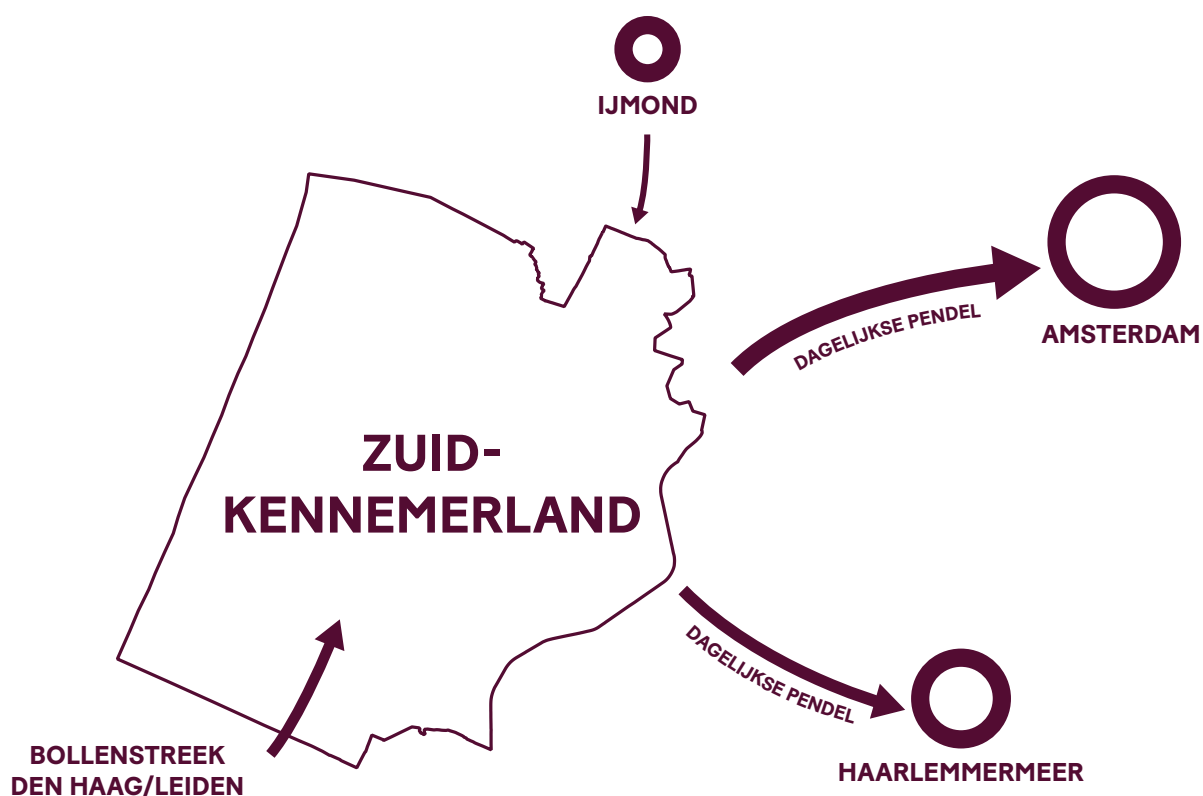 IJMOND
DAGELIJKSE PENDEL
AMSTERDAM
ZUID-
KENNEMERLAND
DAGELIJKSE PENDEL
BOLLENSTREEK
DEN HAAG/LEIDEN
HAARLEMMERMEER